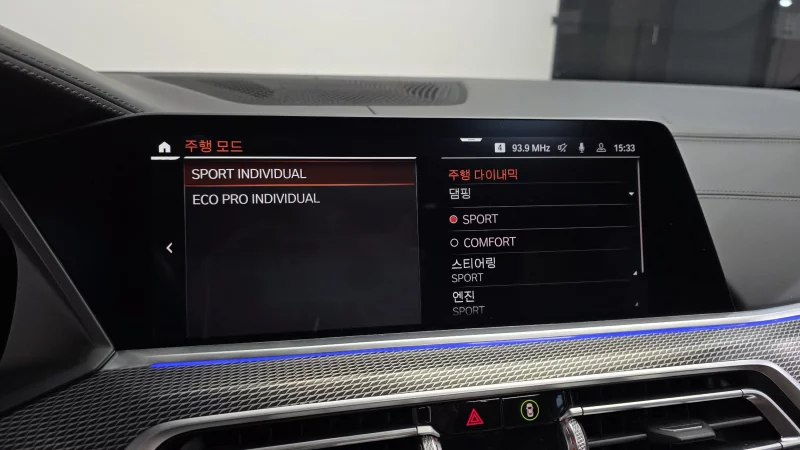 주행 모드
4 93.9 MHz 15:33
SPORT INDIVIDUAL
ECO PRO INDIVIDUAL
주행 다이내믹
댐핑
SPORT
COMFORT
스티어링
SPORT
엔진
SPORT